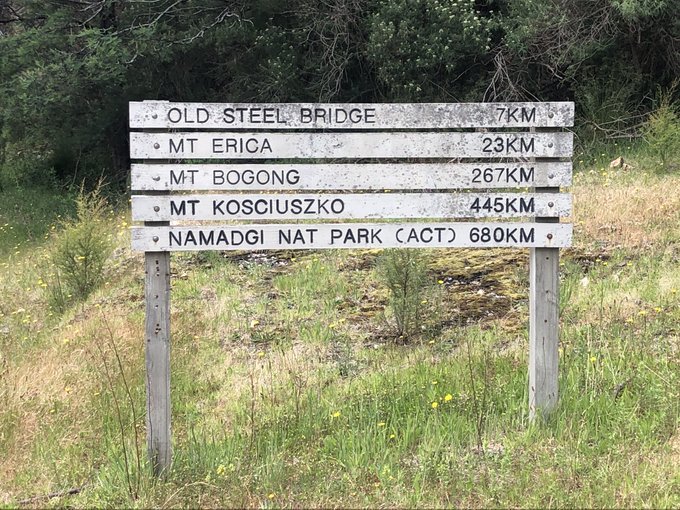 OLD STEEL BRIDGE 7KM
MT ERICA 23KM
MT BOGONG 267KM
MT KOSCIUSZKO 445KM
NAMADGI NAT PARK (ACT) 680KM